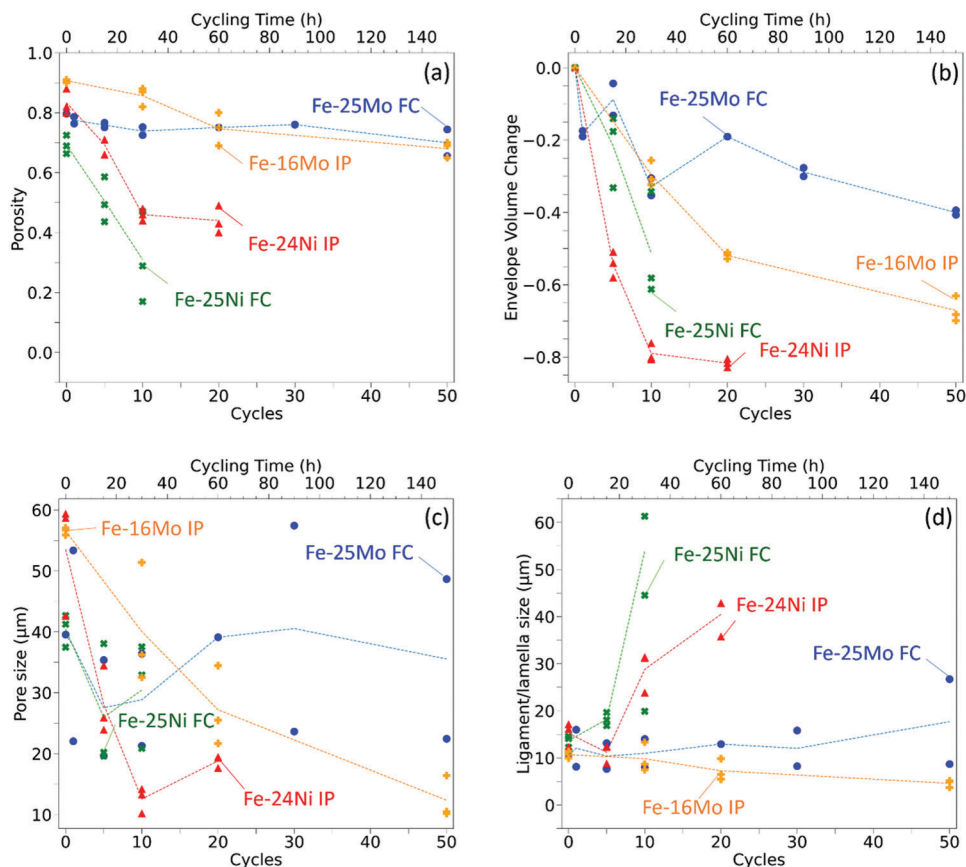 Cycling Time (h)
0 20 40 60 80 100 120 140
(a)
Porosity
1.0
0.8
0.6
0.4
0.2
0.0
Fe-25Mo FC
Fe-16Mo IP
Fe-24Ni IP
Fe-25Ni FC
0 10 20 30 40 50
Cycles
Cycling Time (h)
0 20 40 60 80 100 120 140
(b)
Envelope Volume Change
0.0
−0.2
−0.4
−0.6
−0.8
Fe-25Mo FC
Fe-16Mo IP
Fe-25Ni FC
Fe-24Ni IP
0 10 20 30 40 50
Cycles
Cycling Time (h)
0 20 40 60 80 100 120 140
(c)
Pore size (μm)
60
50
40
30
20
10
Fe-16Mo IP
Fe-25Mo FC
Fe-25Ni FC
Fe-24Ni IP
0 10 20 30 40 50
Cycles
Cycling Time (h)
0 20 40 60 80 100 120 140
(d)
Ligament/lamella size (μm)
60
50
40
30
20
10
0
Fe-25Ni FC
Fe-24Ni IP
Fe-25Mo FC
Fe-16Mo IP
0 10 20 30 40 50
Cycles